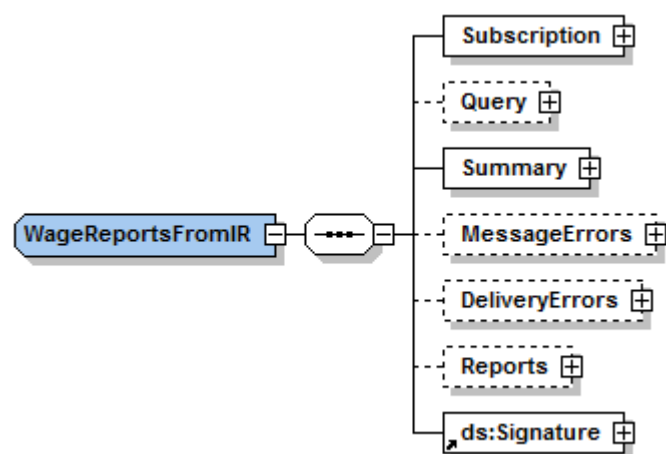 Subscription
Query
Summary
WageReportsFromIR
MessageErrors
DeliveryErrors
Reports
ds:Signature